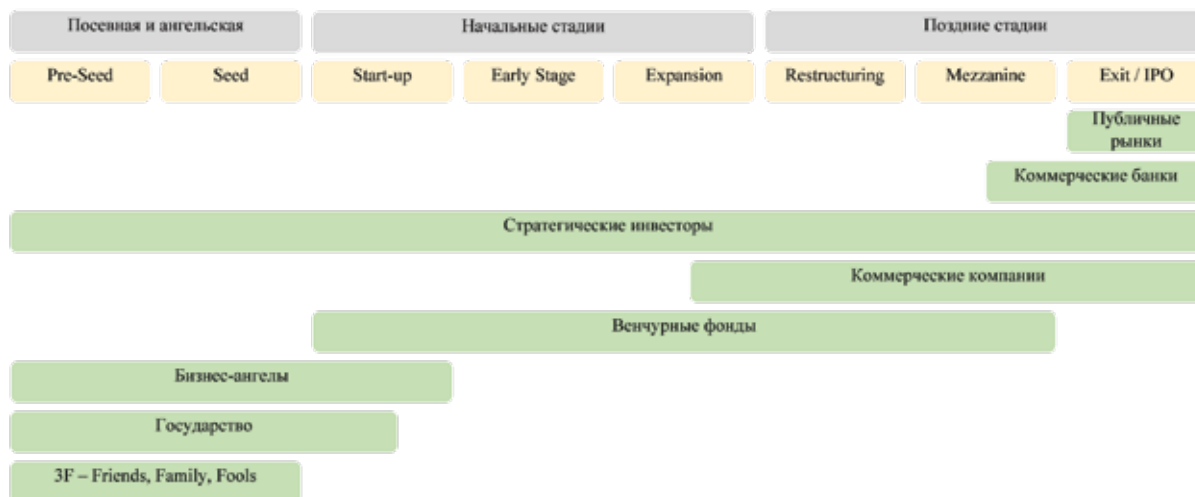 Посевная и ангельская
Начальные стадии
Поздние стадии
Pre-Seed
Seed
Start-up
Early Stage
Expansion
Restructuring
Mezzanine
Exit / IPO
Публичные
рынки
Коммерческие банки
Стратегические инвесторы
Коммерческие компании
Венчурные фонды
Бизнес-ангелы
Государство
3F – Friends, Family, Fools